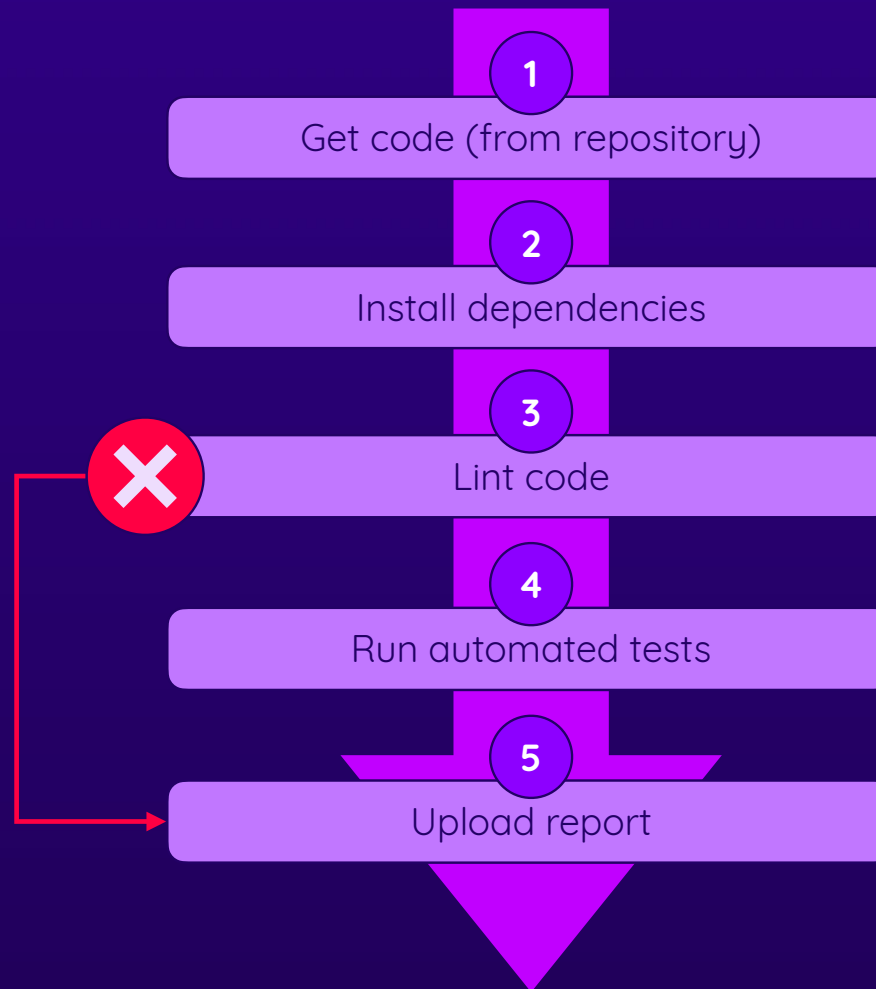 1
Get code (from repository)
2
Install dependencies
3
Lint code
4
Run automated tests
5
Upload report